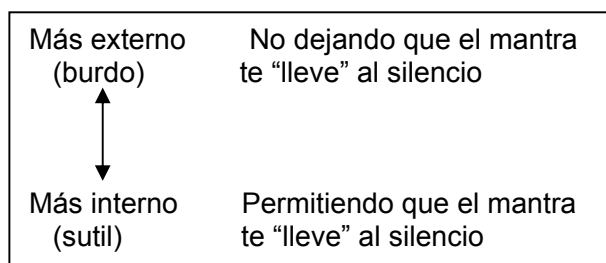 Más externo No dejando que el mantra
(burdo) te “lleve” al silencio
Más interno Permitiendo que el mantra
(sutil) te “lleve” al silencio